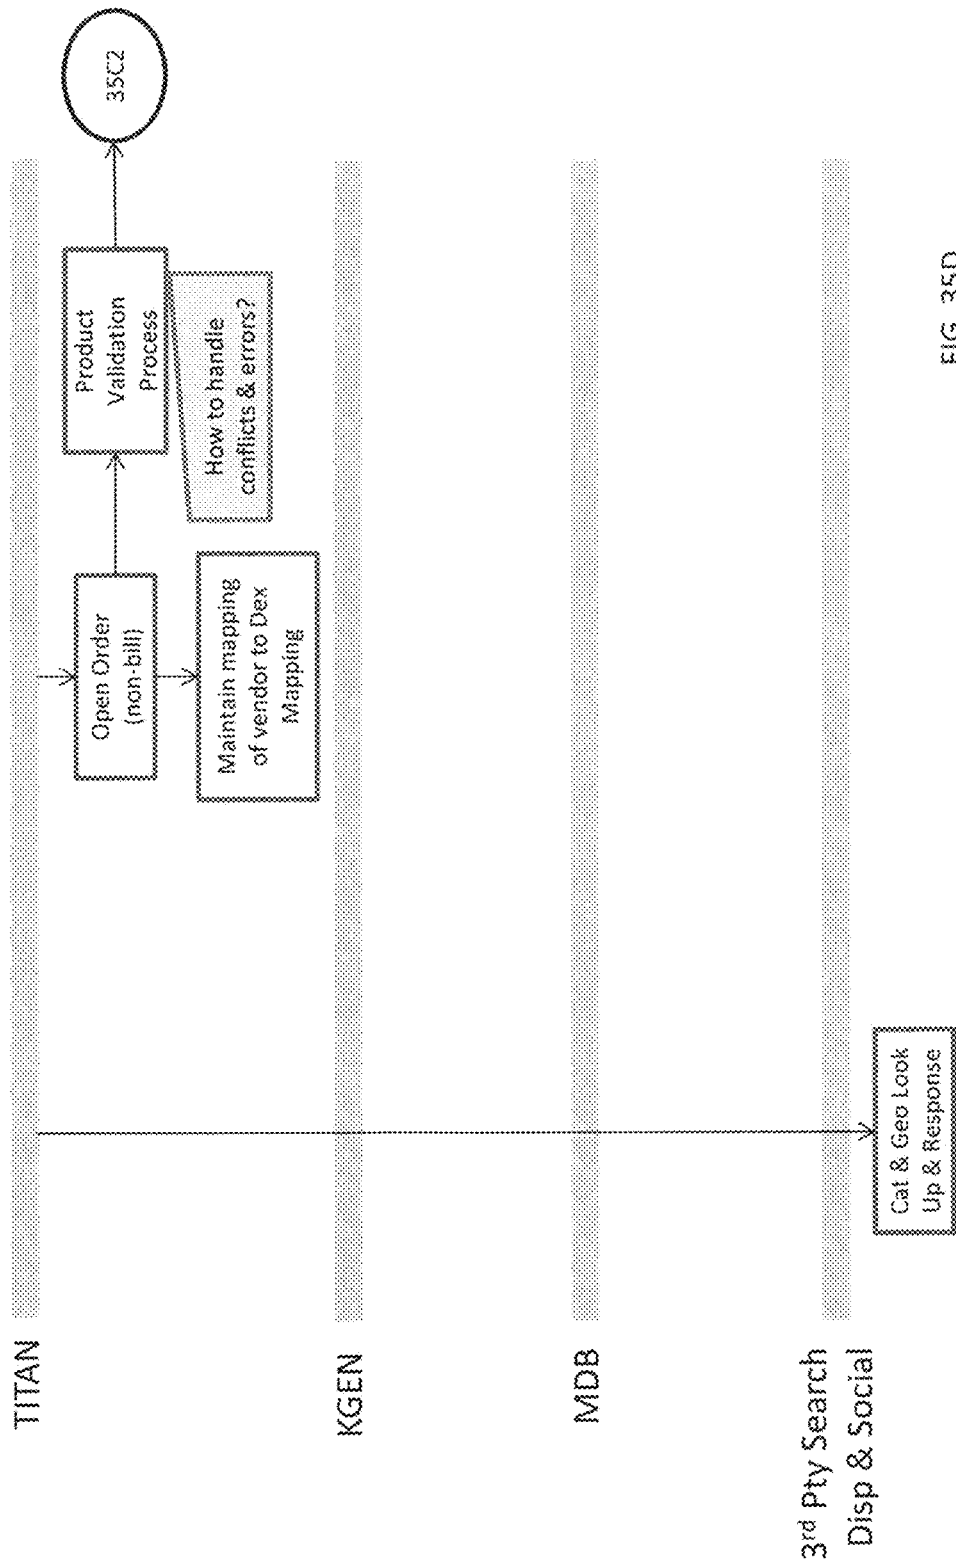 TITAN
Open Order
(non-bill)
Product
Validation
Process
35C2
Maintain mapping
of vendor to Dex
Mapping
How to handle
conflicts & errors?
KGEN
MDB
3rd Pty Search
Disp & Social
Cat & Geo Look
Up & Response
FIG. 35D